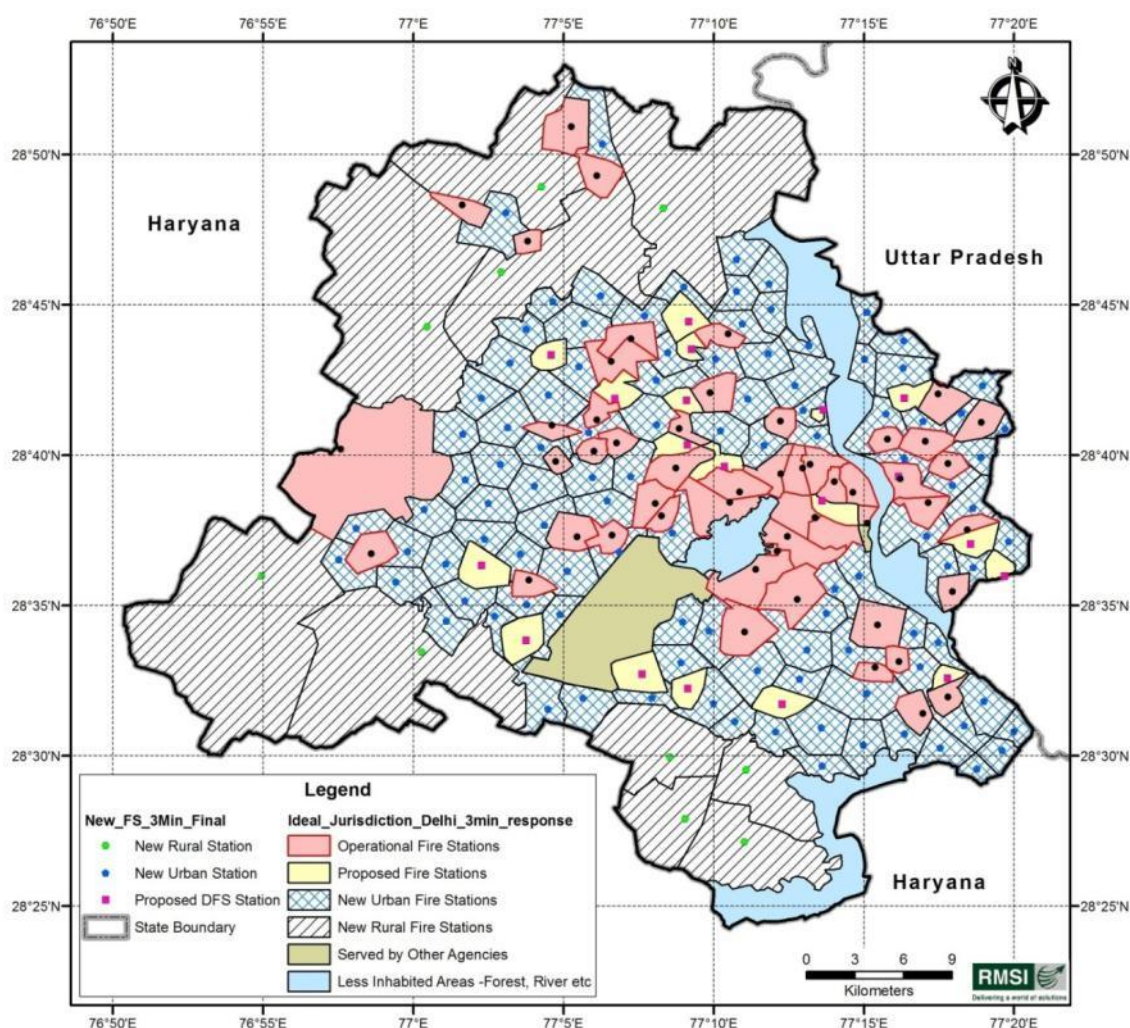 76°50'E 76°55'E 77°0'E 77°5'E 77°10'E 77°15'E 77°20'E
N
28°50'N 28°50'N
Haryana
Uttar Pradesh
28°45'N 28°45'N
28°40'N 28°40'N
28°35'N 28°35'N
28°30'N 28°30'N
Legend
New_FS_3Min_Final Ideal_Jurisdiction_Delhi_3min_response
New Rural Station Operational Fire Stations
New Urban Station Proposed Fire Stations
Proposed DFS Station New Urban Fire Stations
State Boundary New Rural Fire Stations
Served by Other Agencies
Less Inhabited Areas -Forest, River etc
Haryana
28°25'N 28°25'N
0 3 6 9
Kilometers
RMSI
Delivering a world of solutions
76°50'E 76°55'E 77°0'E 77°5'E 77°10'E 77°15'E 77°20'E